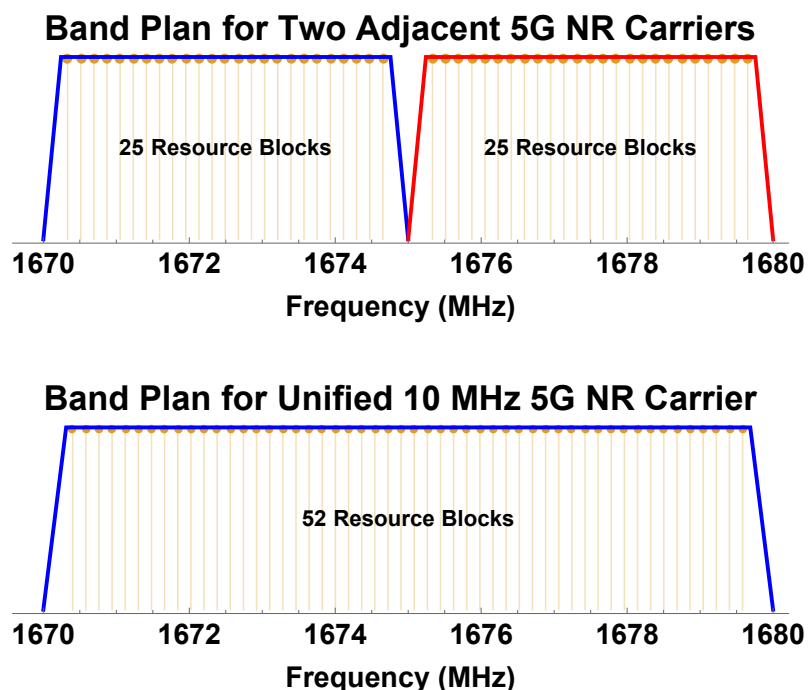 Band Plan for Two Adjacent 5G NR Carriers
25 Resource Blocks 25 Resource Blocks
1670 1672 1674 1676 1678 1680
Frequency (MHz)
Band Plan for Unified 10 MHz 5G NR Carrier
52 Resource Blocks
1670 1672 1674 1676 1678 1680
Frequency (MHz)